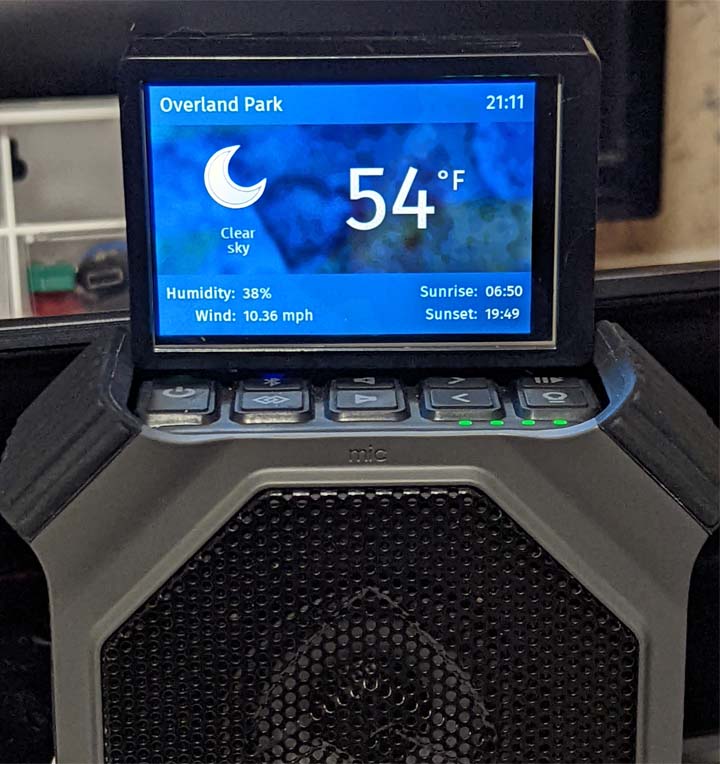 Overland Park 21:11
54 °F
Clear
sky
Humidity: 38% Sunrise: 06:50
Wind: 10.36 mph Sunset: 19:49
mic